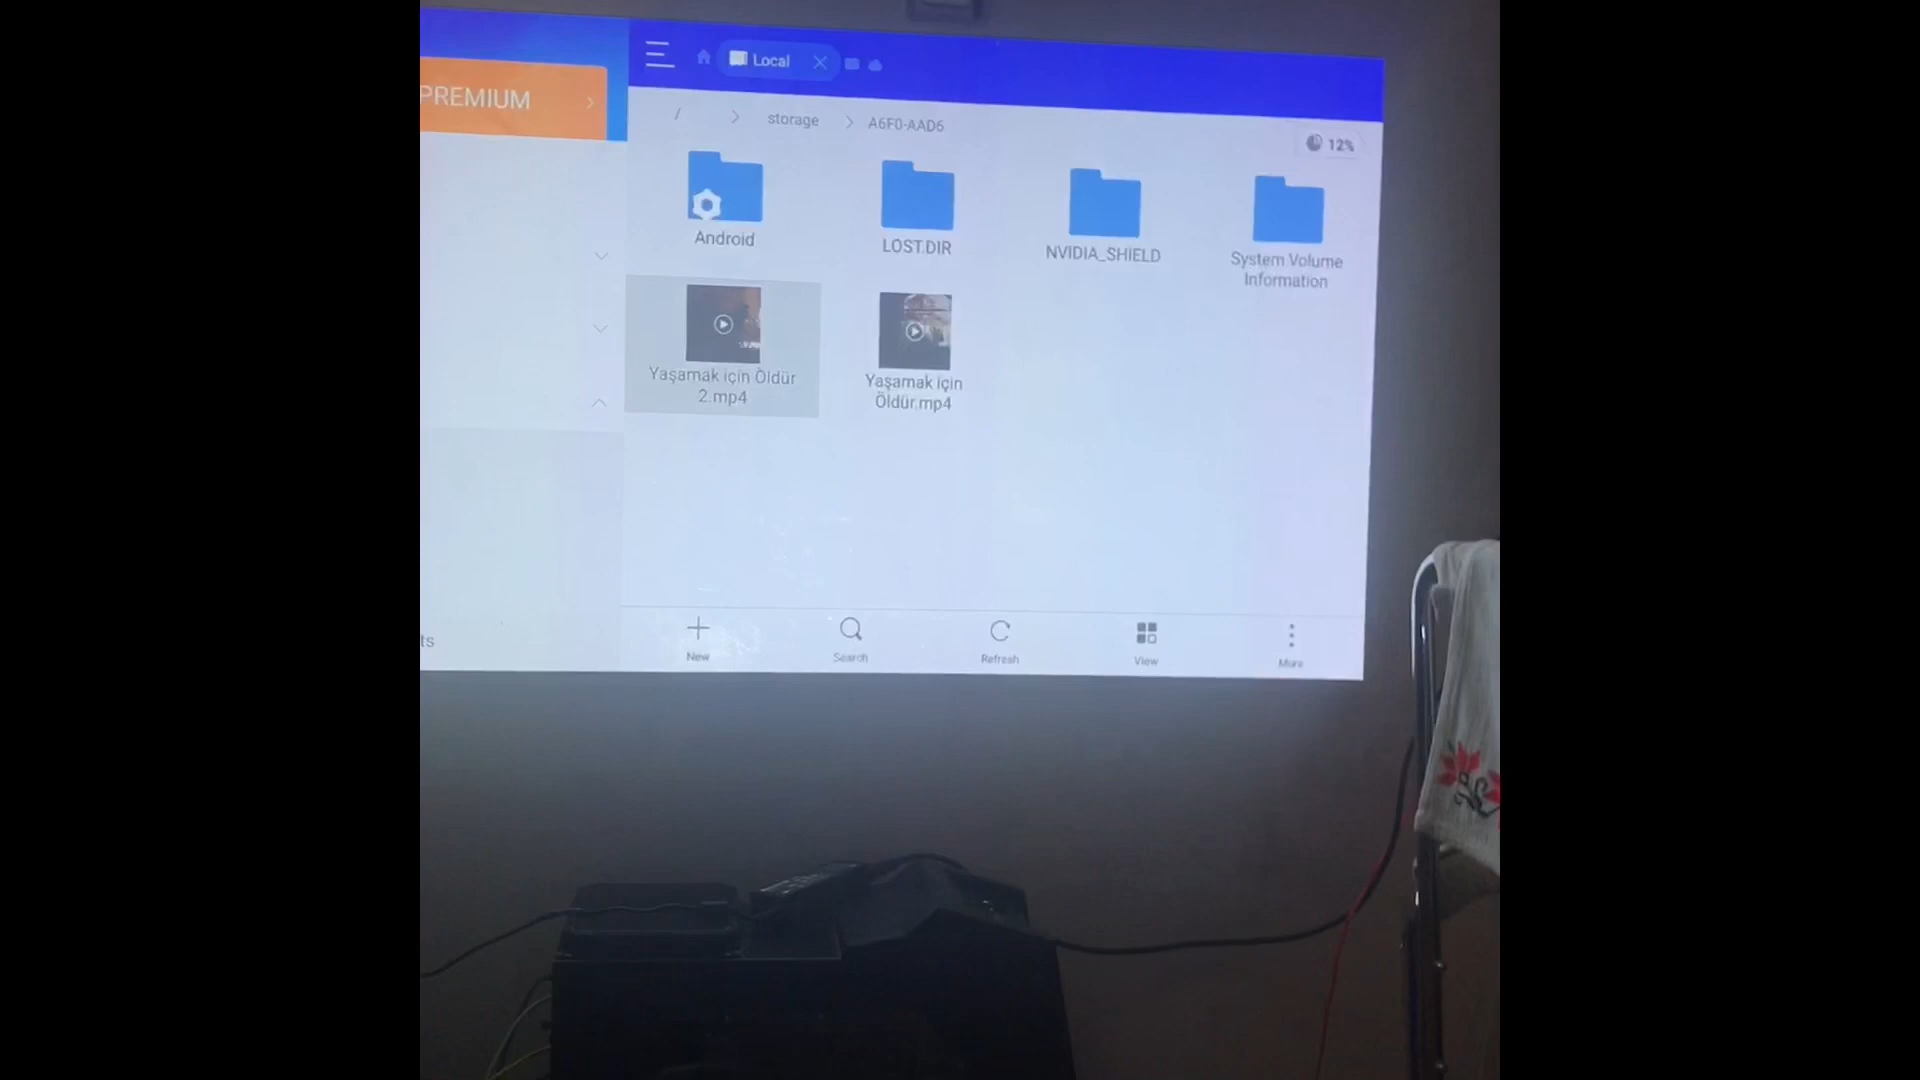 PREMIUM
Local
/ > storage > A6F0-AAD6
12%
Android
LOST.DIR
NVIDIA_SHIELD
System Volume
Information
Yaşamak için Öldür
2.mp4
Yaşamak için
Öldür.mp4
ts
New
Search
Refresh
View
More